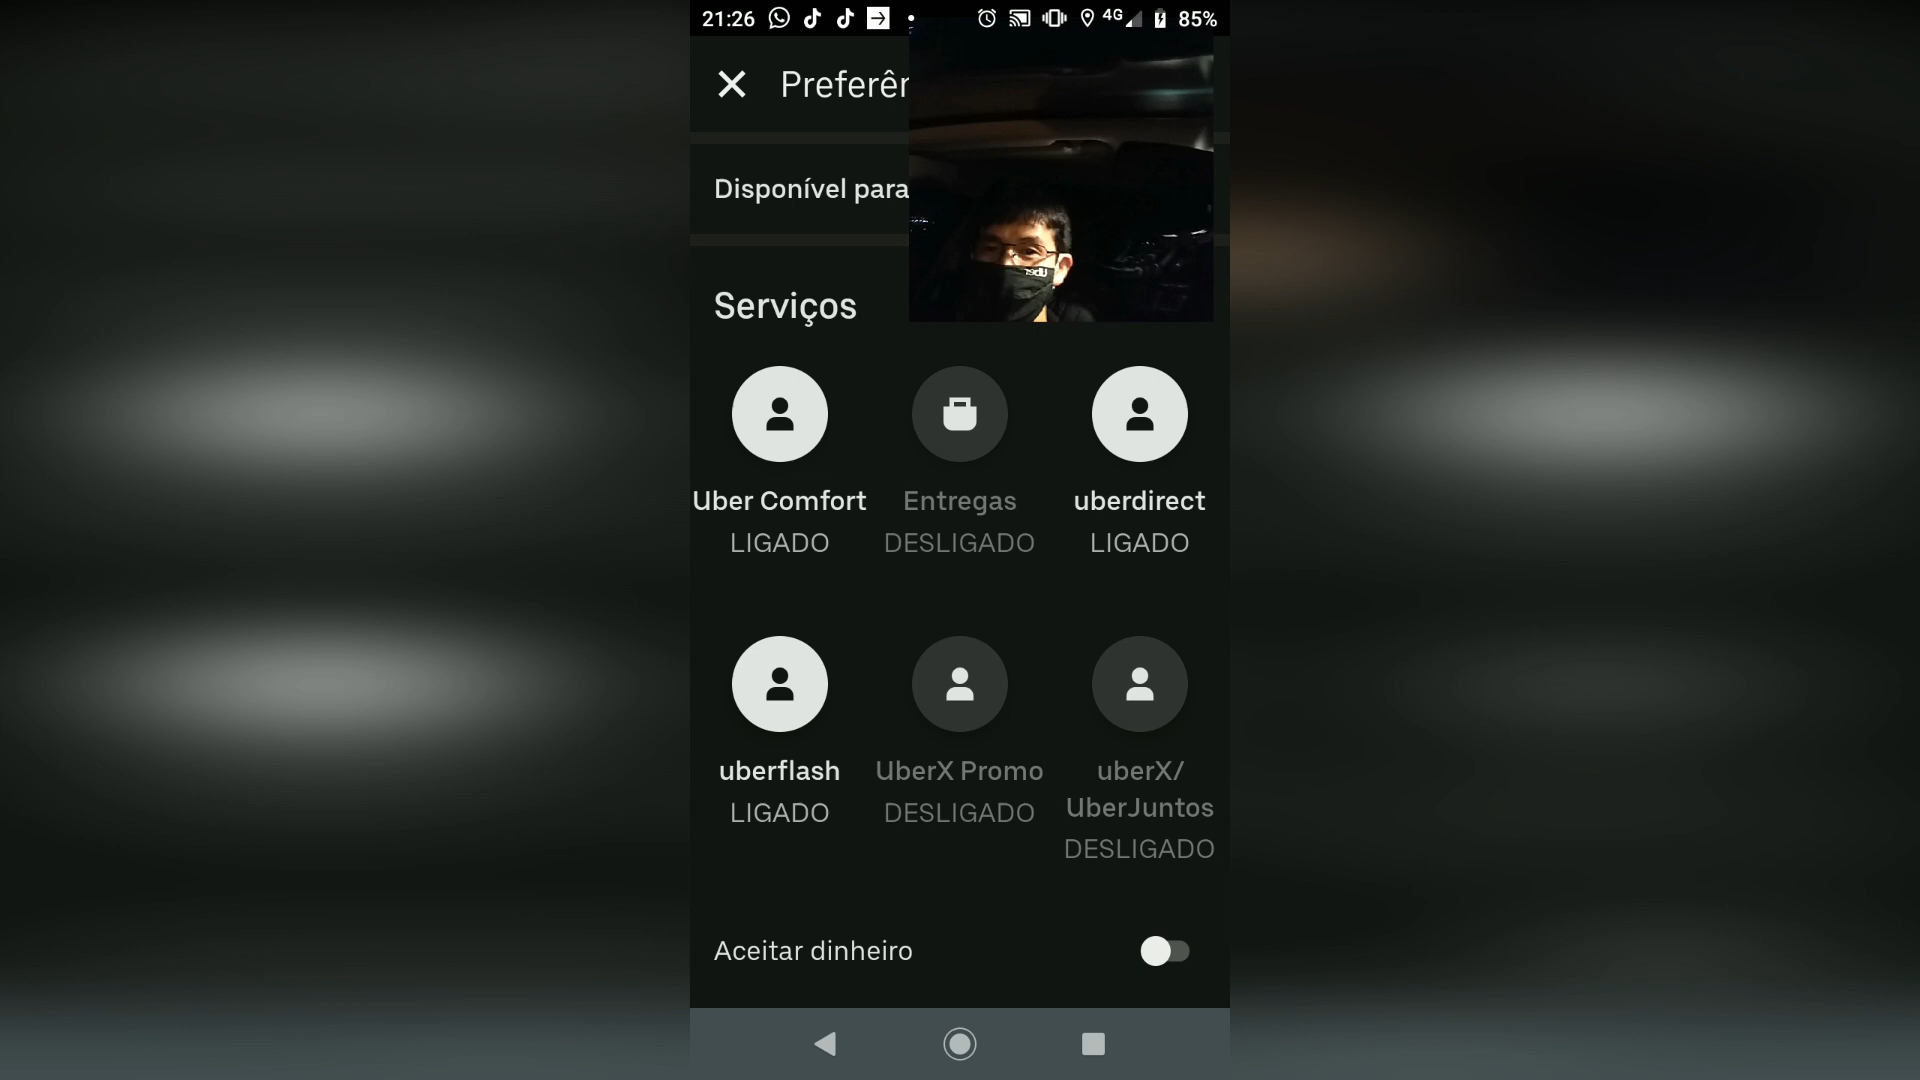 21:26
4G
85%
Preferên
Disponível para
Uber
Serviços
Uber Comfort
LIGADO
Entregas
DESLIGADO
uberdirect
LIGADO
uberflash
LIGADO
UberX Promo
DESLIGADO
uberX/
UberJuntos
DESLIGADO
Aceitar dinheiro